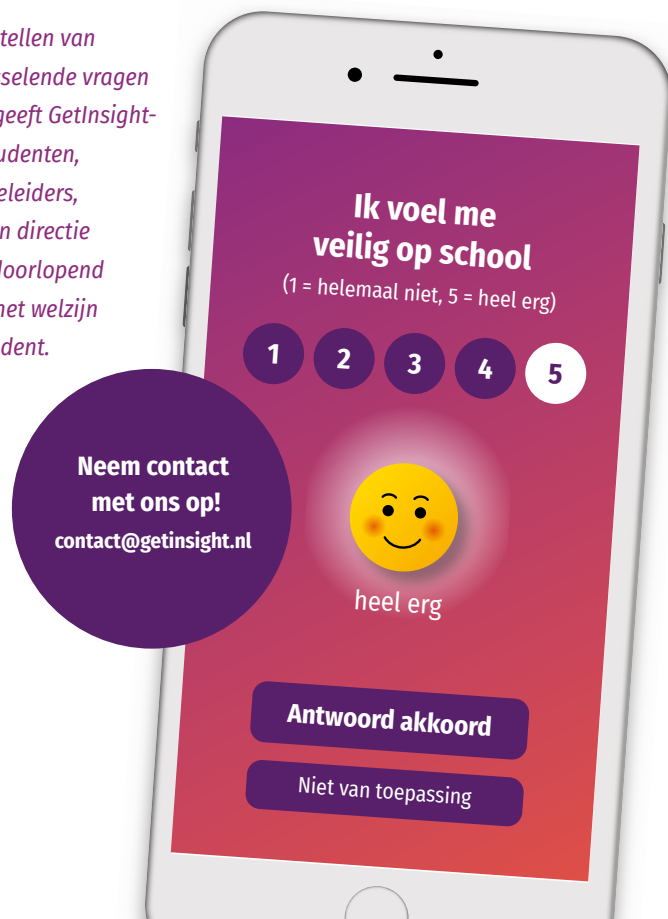 tellen van
selende vragen
geeft GetInsight-
udenten,
eleiders,
n directie
doorlopend
het welzijn
dent.
Ik voel me
veilig op school
(1 = helemaal niet, 5 = heel erg)
1 2 3 4 5
heel erg
Antwoord akkoord
Niet van toepassing
Neem contact
met ons op!
contact@getinsight.nl